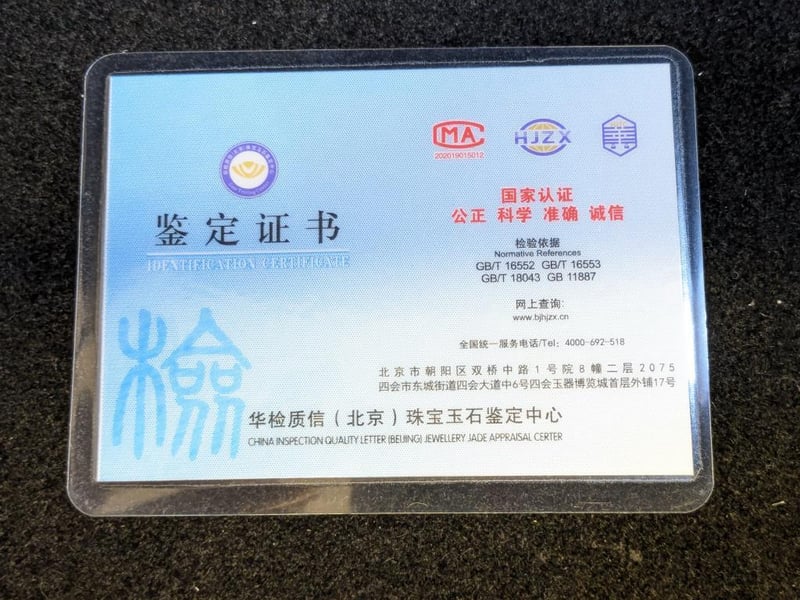 鉴定证书
IDENTIFICATION CERTIFICATE
检
MA
202019015012
HJZX
国家认证
公正 科学 准确 诚信
检验依据
Normative References
GB/T 16552 GB/T 16553
GB/T 18043 GB 11887
网上查询:
www.bjhjzx.cn
全国统一服务电话/Tel: 4000-692-518
北京市朝阳区双桥中路1号院8幢二层2075
四会市东城街道四会大道中6号四会玉器博览城首层外铺17号
华检质信（北京）珠宝玉石鉴定中心
CHINA INSPECTION QUALITY LETTER (BEIJING) JEWELLERY JADE APPRAISAL CERTER